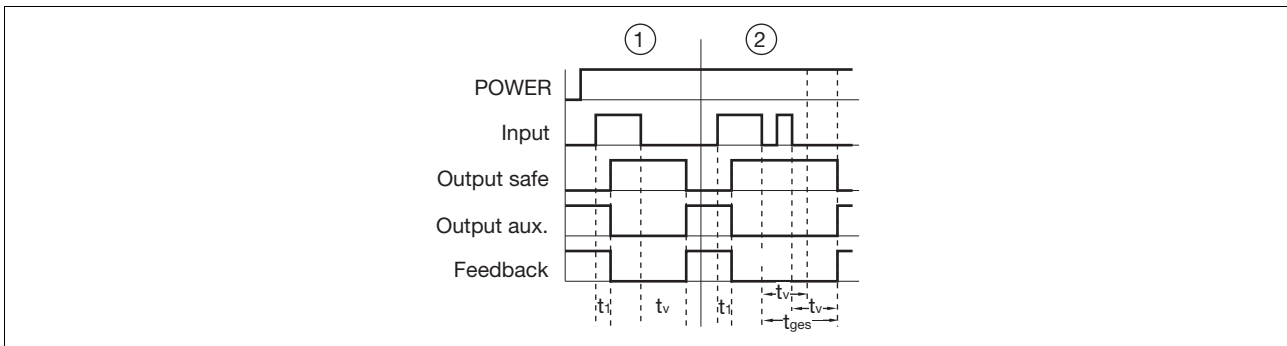 ① ②
POWER
Input
Output safe
Output aux.
Feedback
t1 tv t1 tv
tv
tges